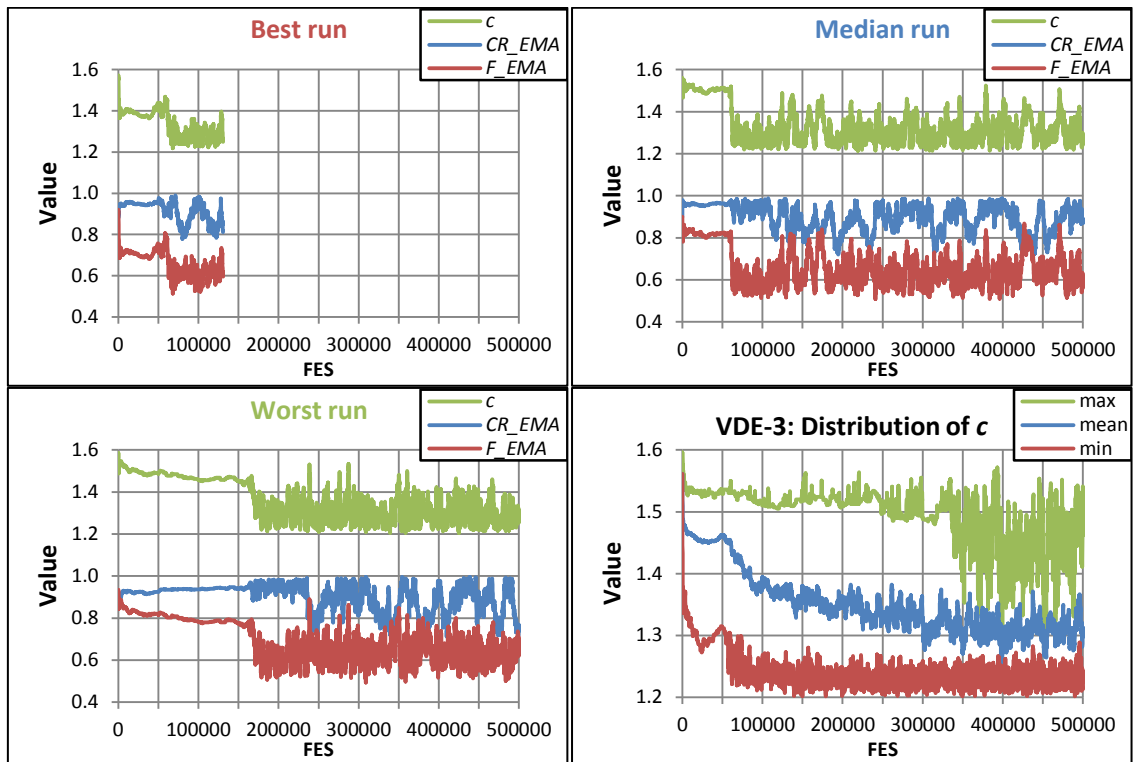 Best run
c
CR_EMA
F_EMA
Value
1.6
1.4
1.2
1.0
0.8
0.6
0.4
0
100000
200000
300000
400000
500000
FES
Median run
c
CR_EMA
F_EMA
Value
1.6
1.4
1.2
1.0
0.8
0.6
0.4
0
100000
200000
300000
400000
500000
FES
Worst run
c
CR_EMA
F_EMA
Value
1.6
1.4
1.2
1.0
0.8
0.6
0.4
0
100000
200000
300000
400000
500000
FES
VDE-3: Distribution of c
max
mean
min
Value
1.6
1.5
1.4
1.3
1.2
0
100000
200000
300000
400000
500000
FES